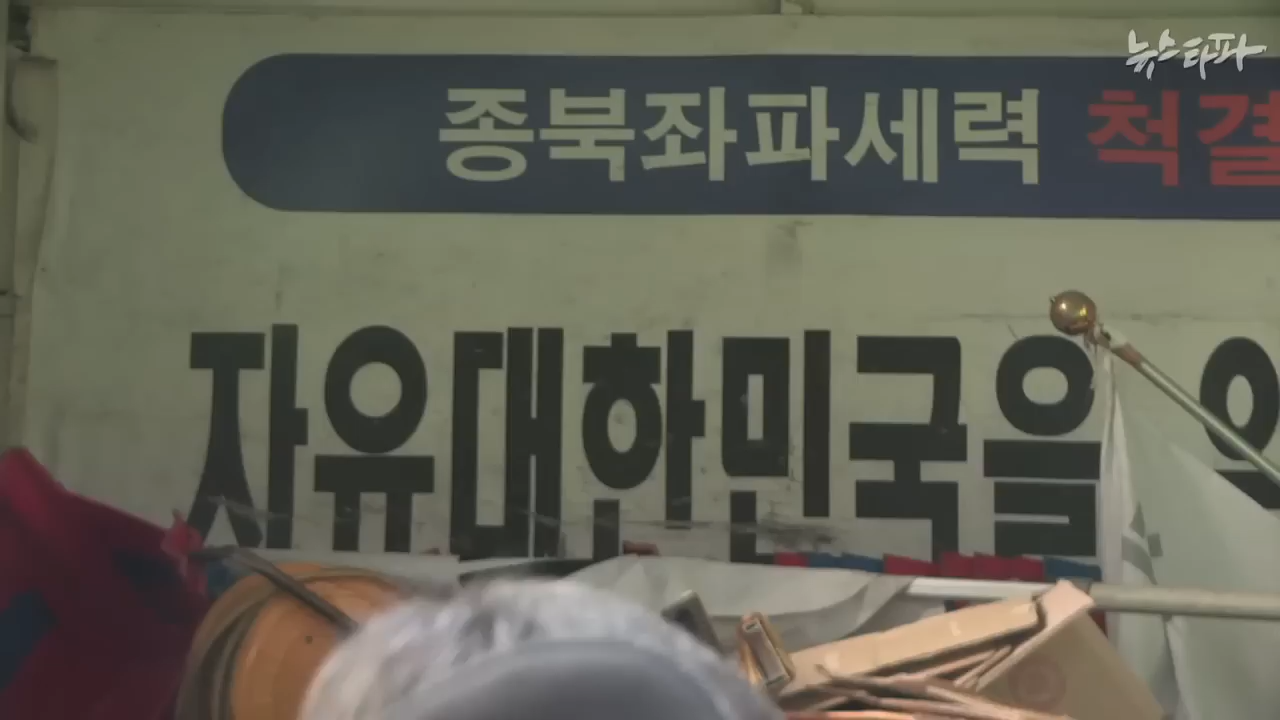 뉴스타파
종북좌파세력 척결
자유대한민국을